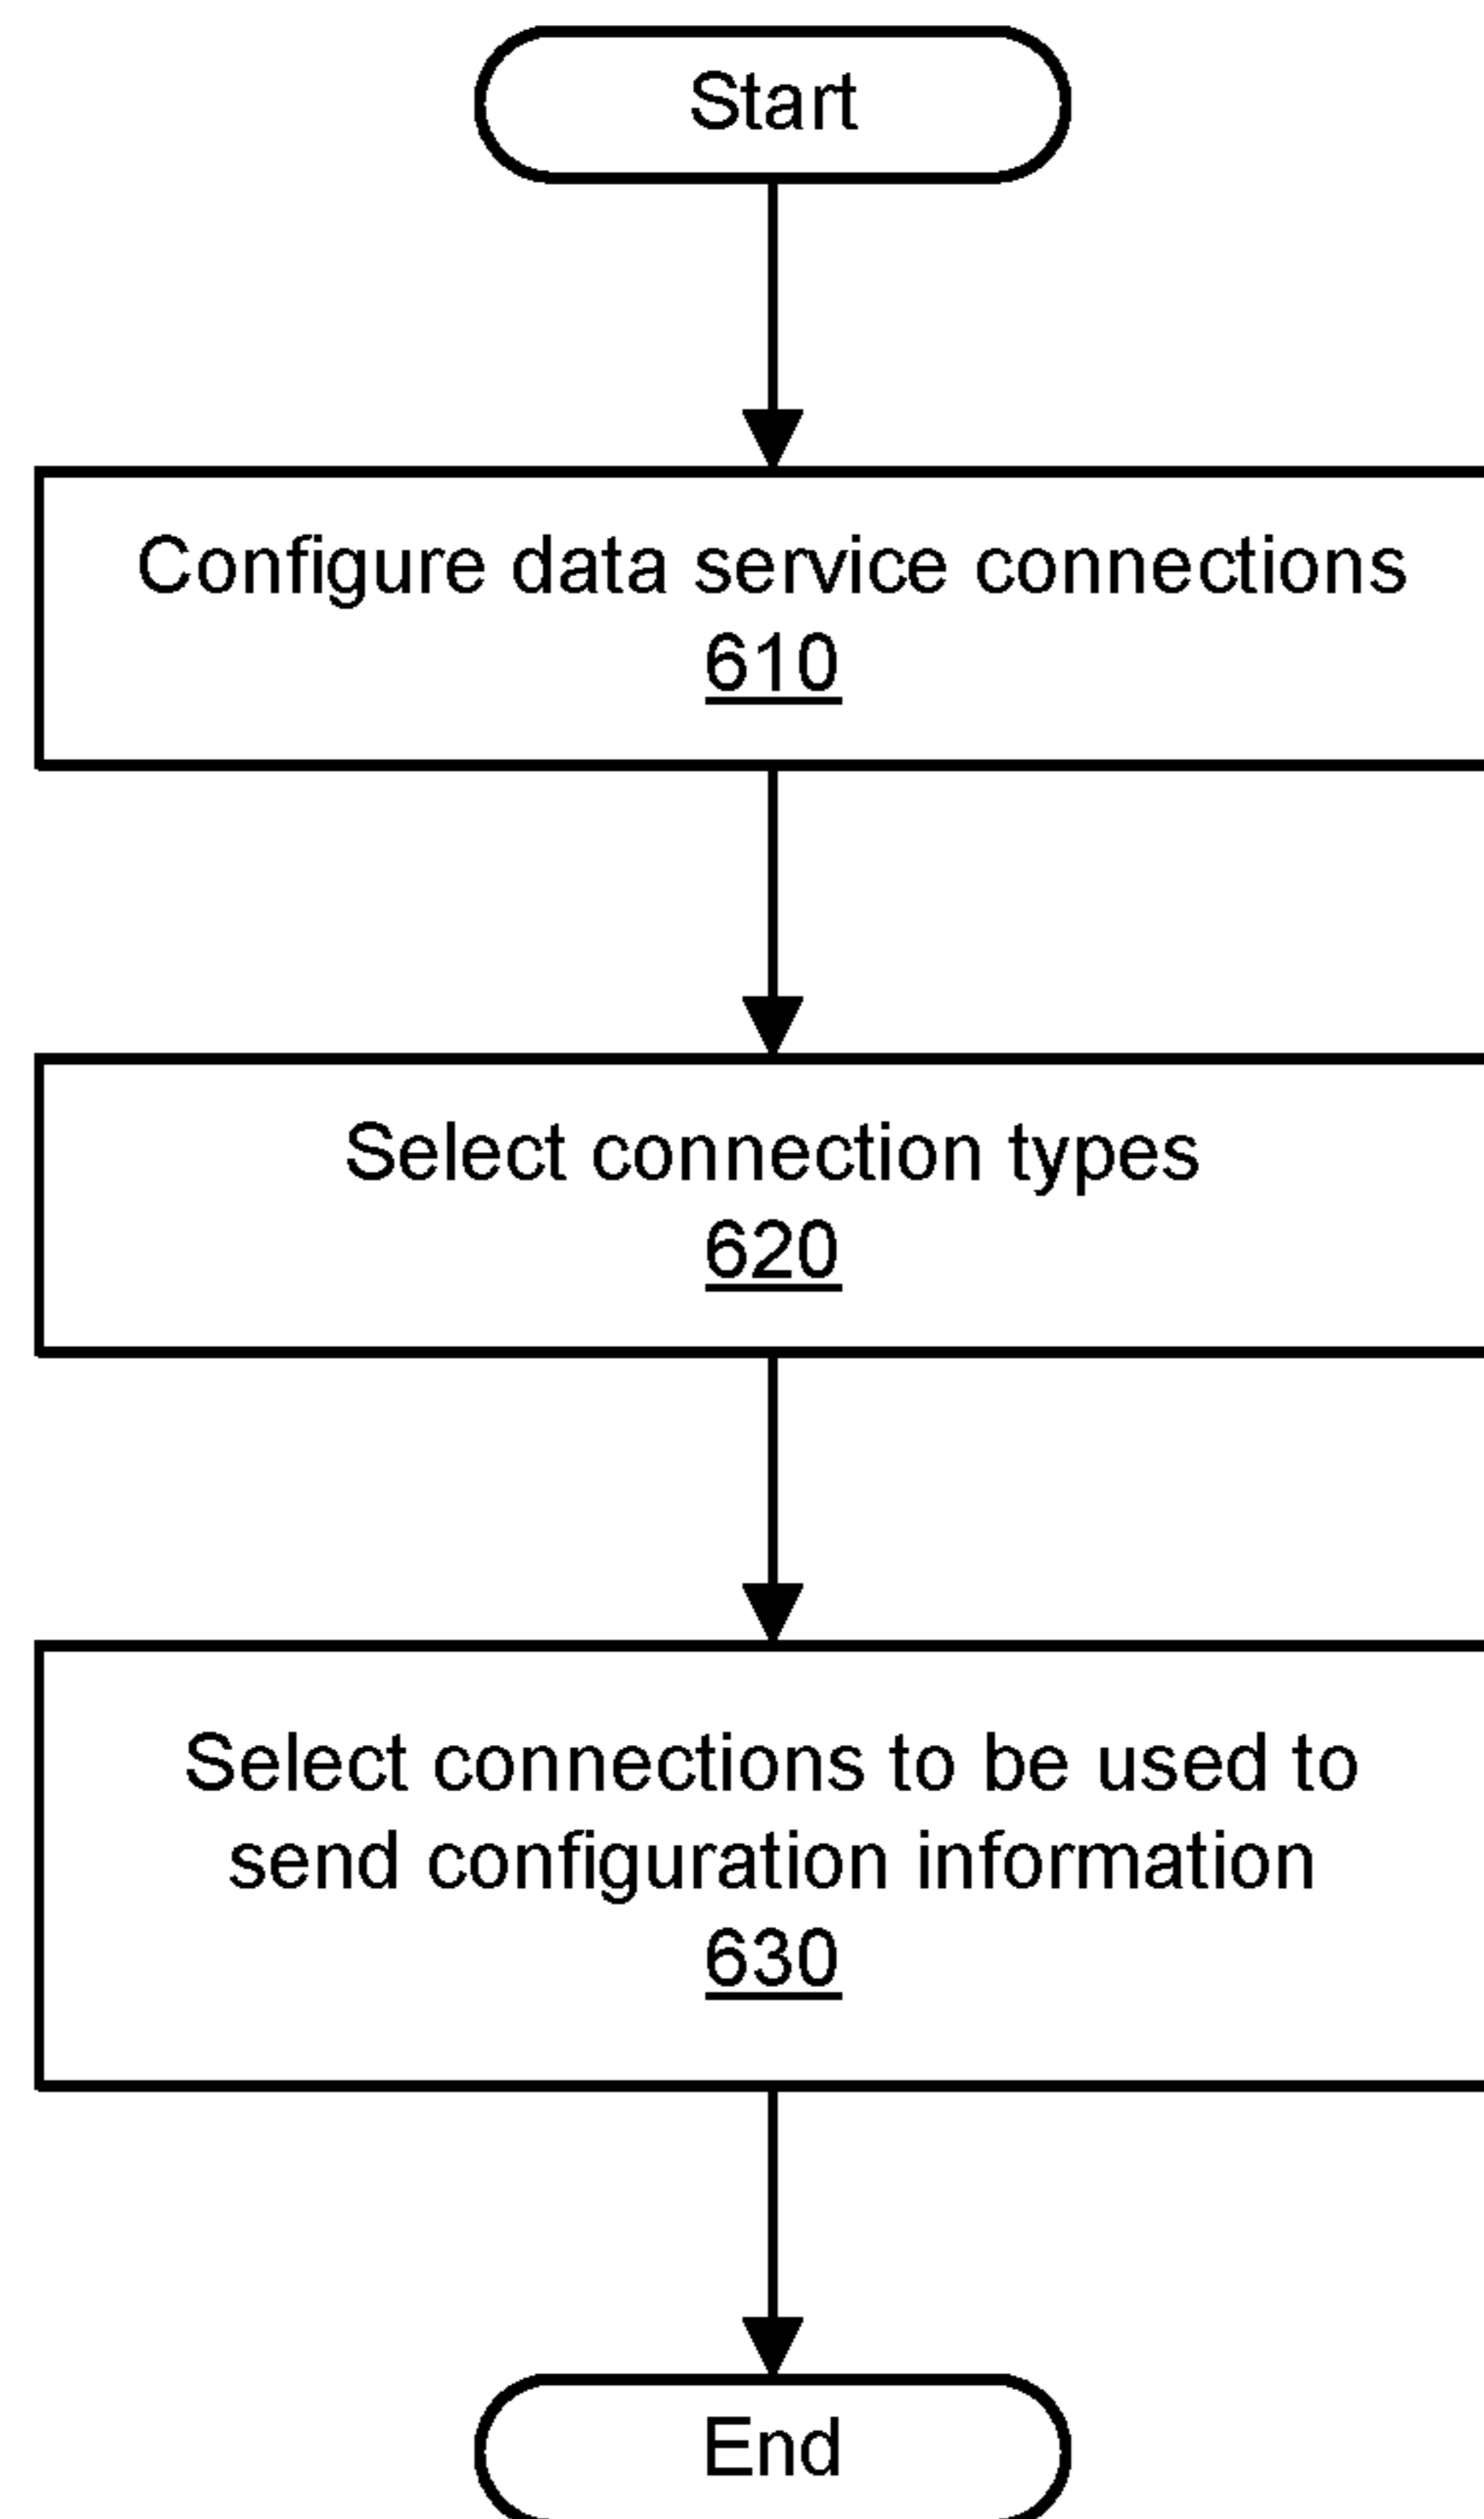 Start
Configure data service connections
610
Select connection types
620
Select connections to be used to
send configuration information
630
End